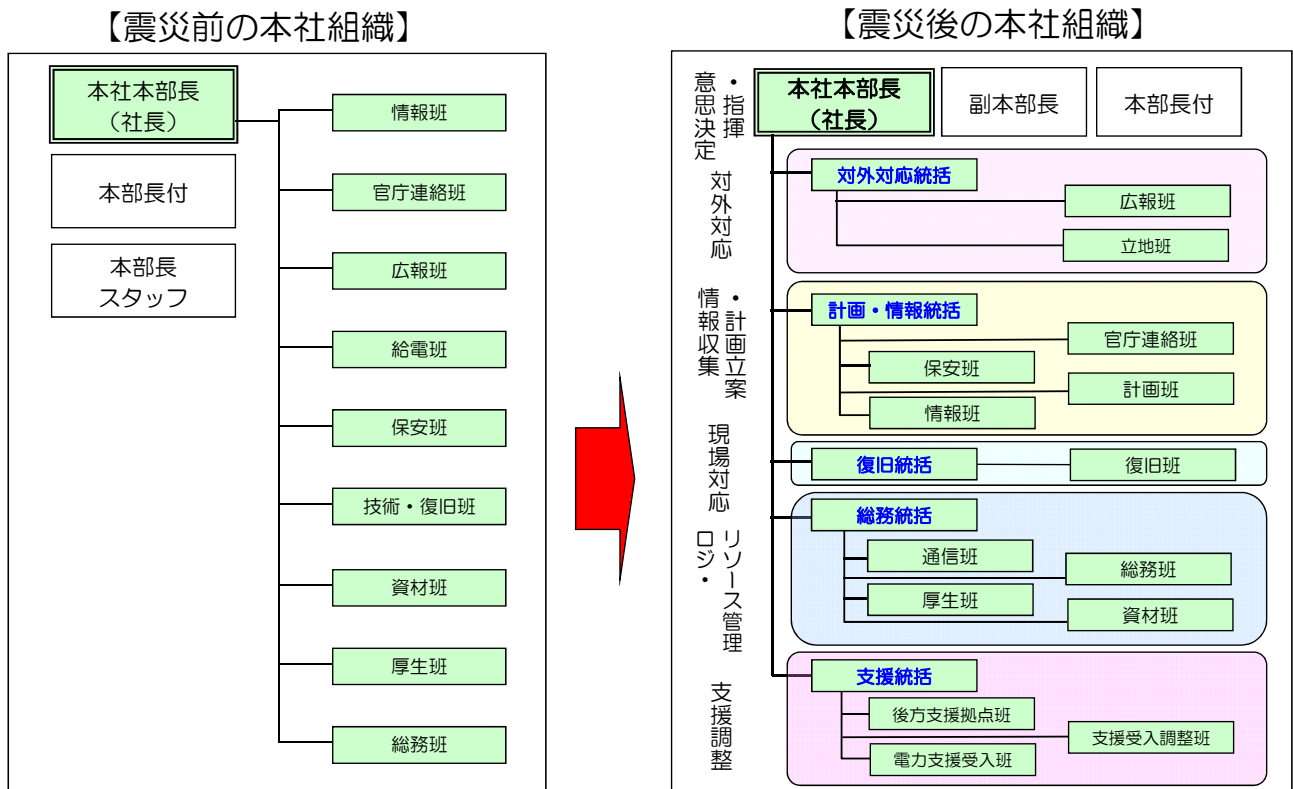 【震災前の本社組織】
本社本部長
（社長）
本部長付
本部長
スタッフ
情報班
官庁連絡班
広報班
給電班
保安班
技術・復旧班
資材班
厚生班
総務班
【震災後の本社組織】
意思決定
・指揮
本社本部長
（社長）
副本部長
本部長付
対外対応
対外対応統括
広報班
立地班
情報収集
・計画立案
計画・情報統括
官庁連絡班
保安班
計画班
情報班
現場対応
復旧統括
復旧班
ロジ・
リソース管理
総務統括
通信班
総務班
厚生班
資材班
支援調整
支援統括
後方支援拠点班
支援受入調整班
電力支援受入班